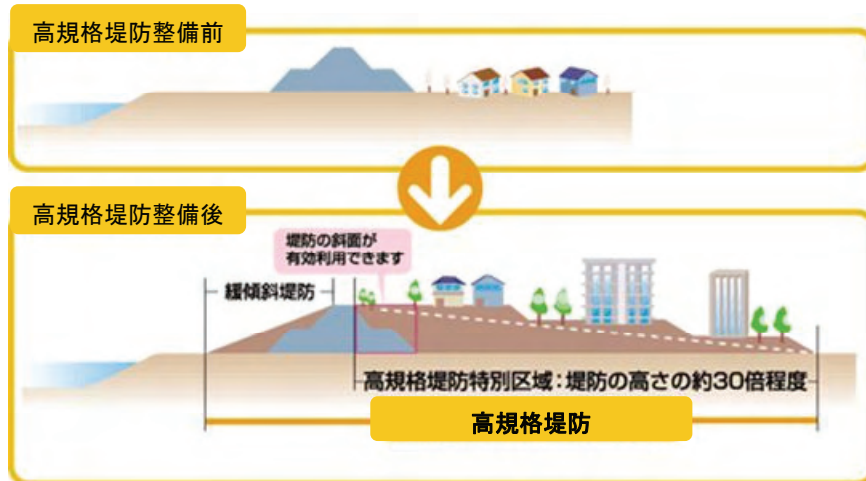 高規格堤防整備前
高規格堤防整備後
堤防の斜面が
有効利用できます
緩傾斜堤防
高規格堤防特別区域：堤防の高さの約30倍程度
高規格堤防